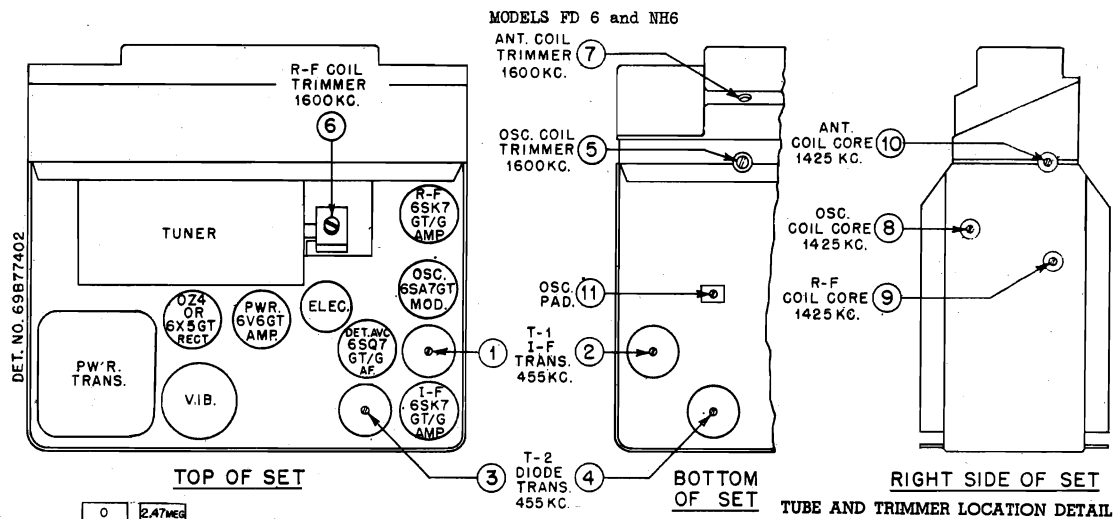 MODELS FD 6 and NH6
R-F COIL
TRIMMER
1600KC.
6
TUNER
R-F
6SK7
GT/G
AMP.
OSC.
6SA7GT
MOD.
OZ4
OR
6X5GT
RECT.
PWR.
6V6GT
AMP.
ELEC.
DET. AVC
6SQ7
GT/G
AF.
I-F
6SK7
GT/G
AMP.
PW'R.
TRANS.
V.IB.
DET. NO. 69B77402
TOP OF SET
O
2.47MEG
ANT. COIL
TRIMMER
1600KC.
7
OSC. COIL
TRIMMER
1600KC.
5
OSC.
PAD.
11
1
T-1
I-F
TRANS.
455KC.
2
3
T-2
DIODE
TRANS.
455KC.
4
BOTTOM
OF SET
ANT.
COIL CORE
1425 KC.
10
OSC.
COIL CORE
1425 KC.
8
R-F
COIL CORE
1425 KC.
9
RIGHT SIDE OF SET
TUBE AND TRIMMER LOCATION DETAIL